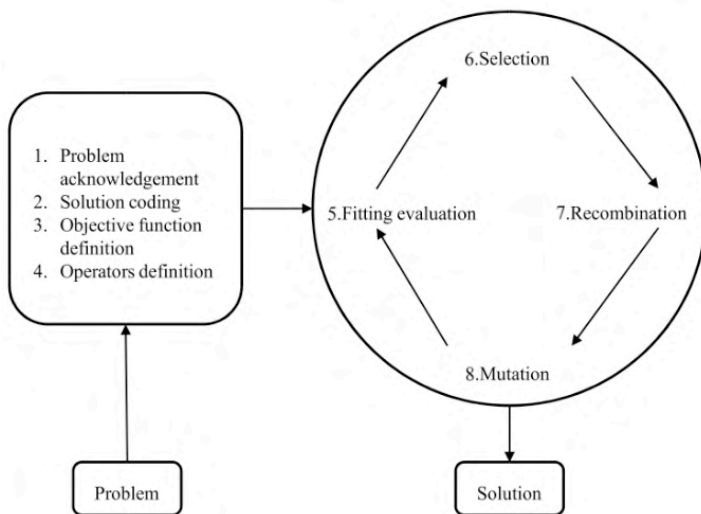 1. Problem
acknowledgement
2. Solution coding
3. Objective function
definition
4. Operators definition
Problem
6.Selection
5.Fitting evaluation
7.Recombination
8.Mutation
Solution